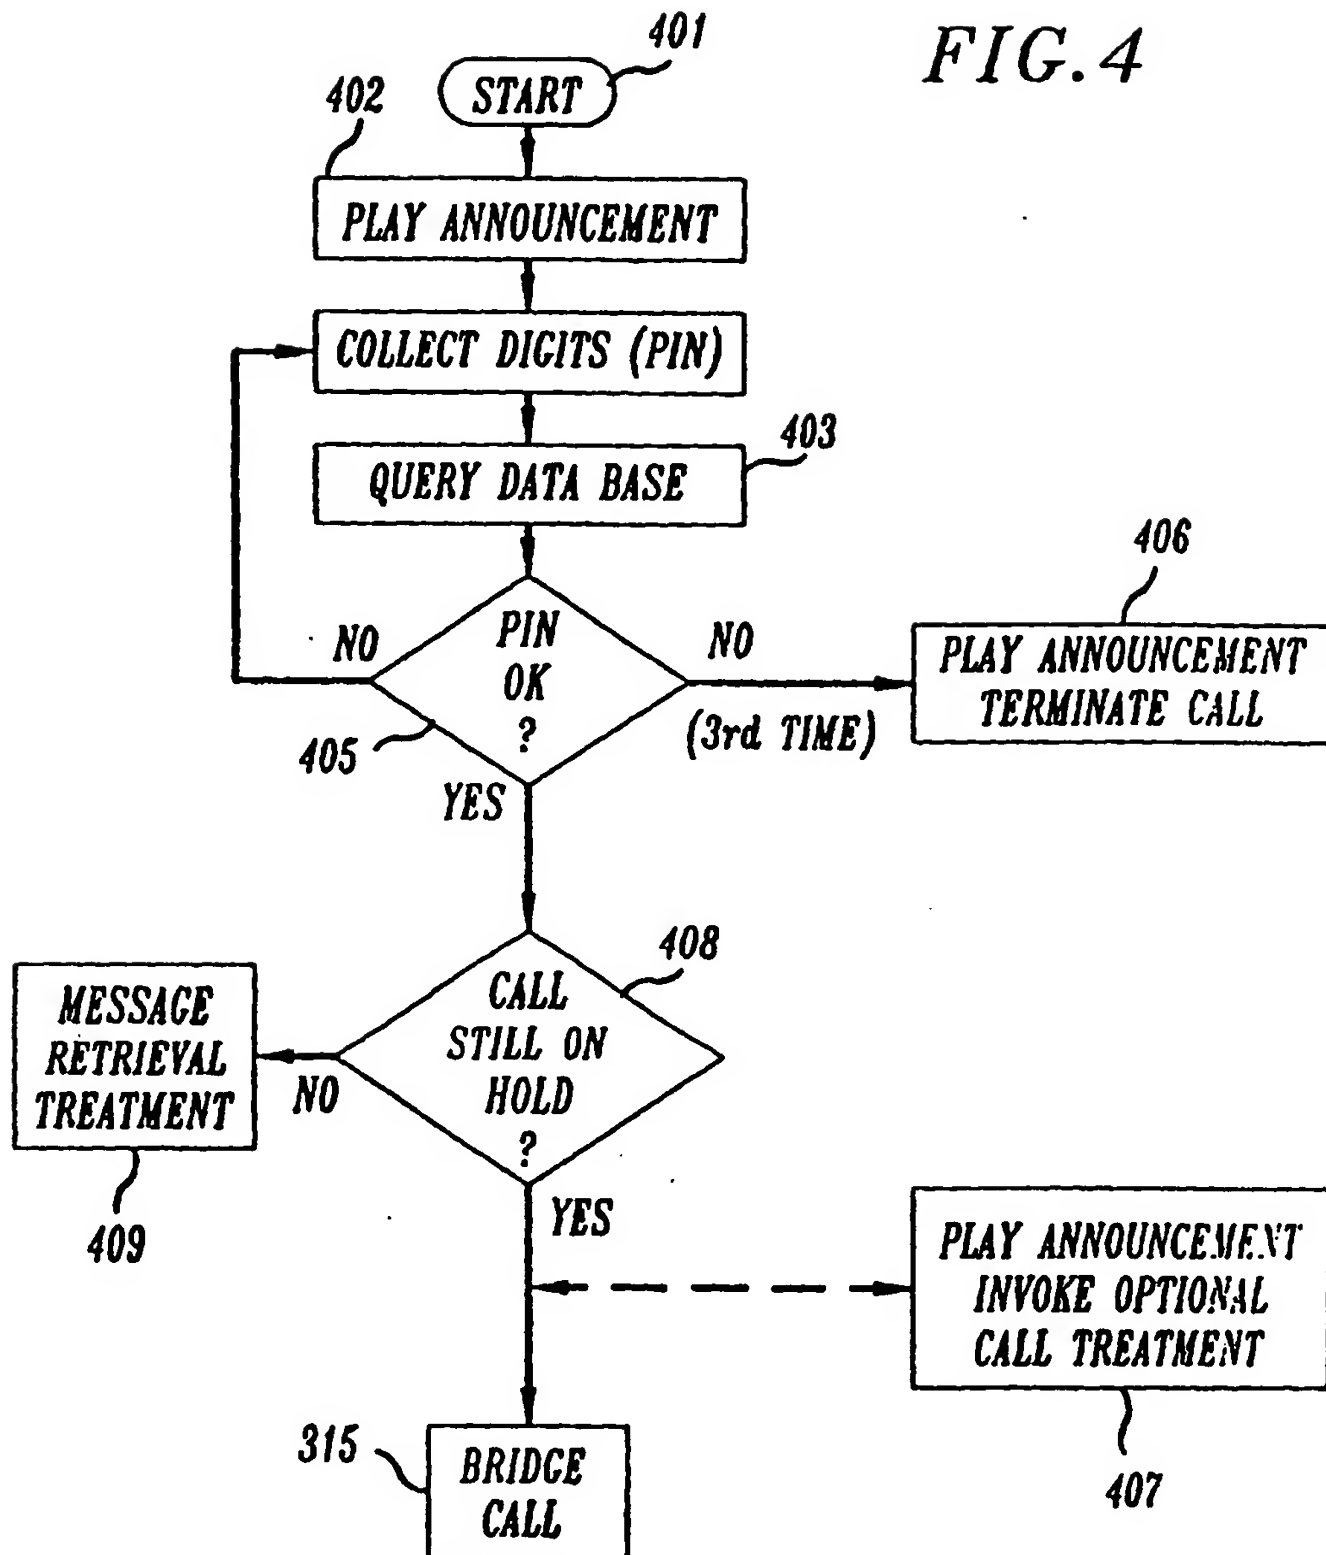 FIG.4
401
START
402
PLAY ANNOUNCEMENT
COLLECT DIGITS (PIN)
403
QUERY DATA BASE
406
NO
PIN
OK
?
NO
(3rd TIME)
PLAY ANNOUNCEMENT
TERMINATE CALL
405
YES
408
CALL
STILL ON
HOLD
?
MESSAGE
RETRIEVAL
TREATMENT
NO
409
YES
PLAY ANNOUNCEMENT
INVOKE OPTIONAL
CALL TREATMENT
407
315
BRIDGE
CALL